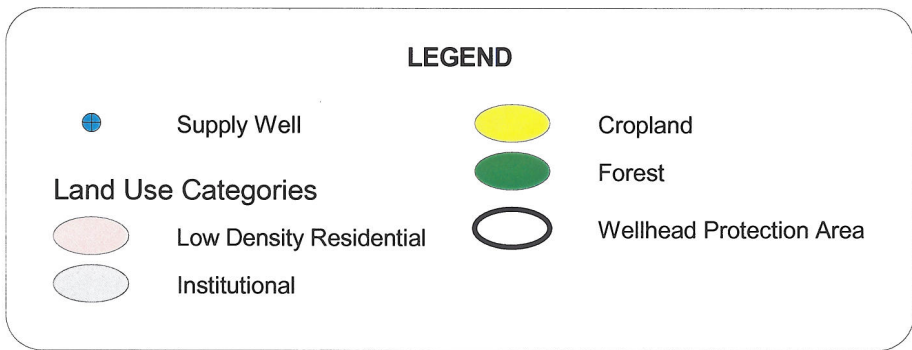 LEGEND
Supply Well
Land Use Categories
Low Density Residential
Institutional
Cropland
Forest
Wellhead Protection Area